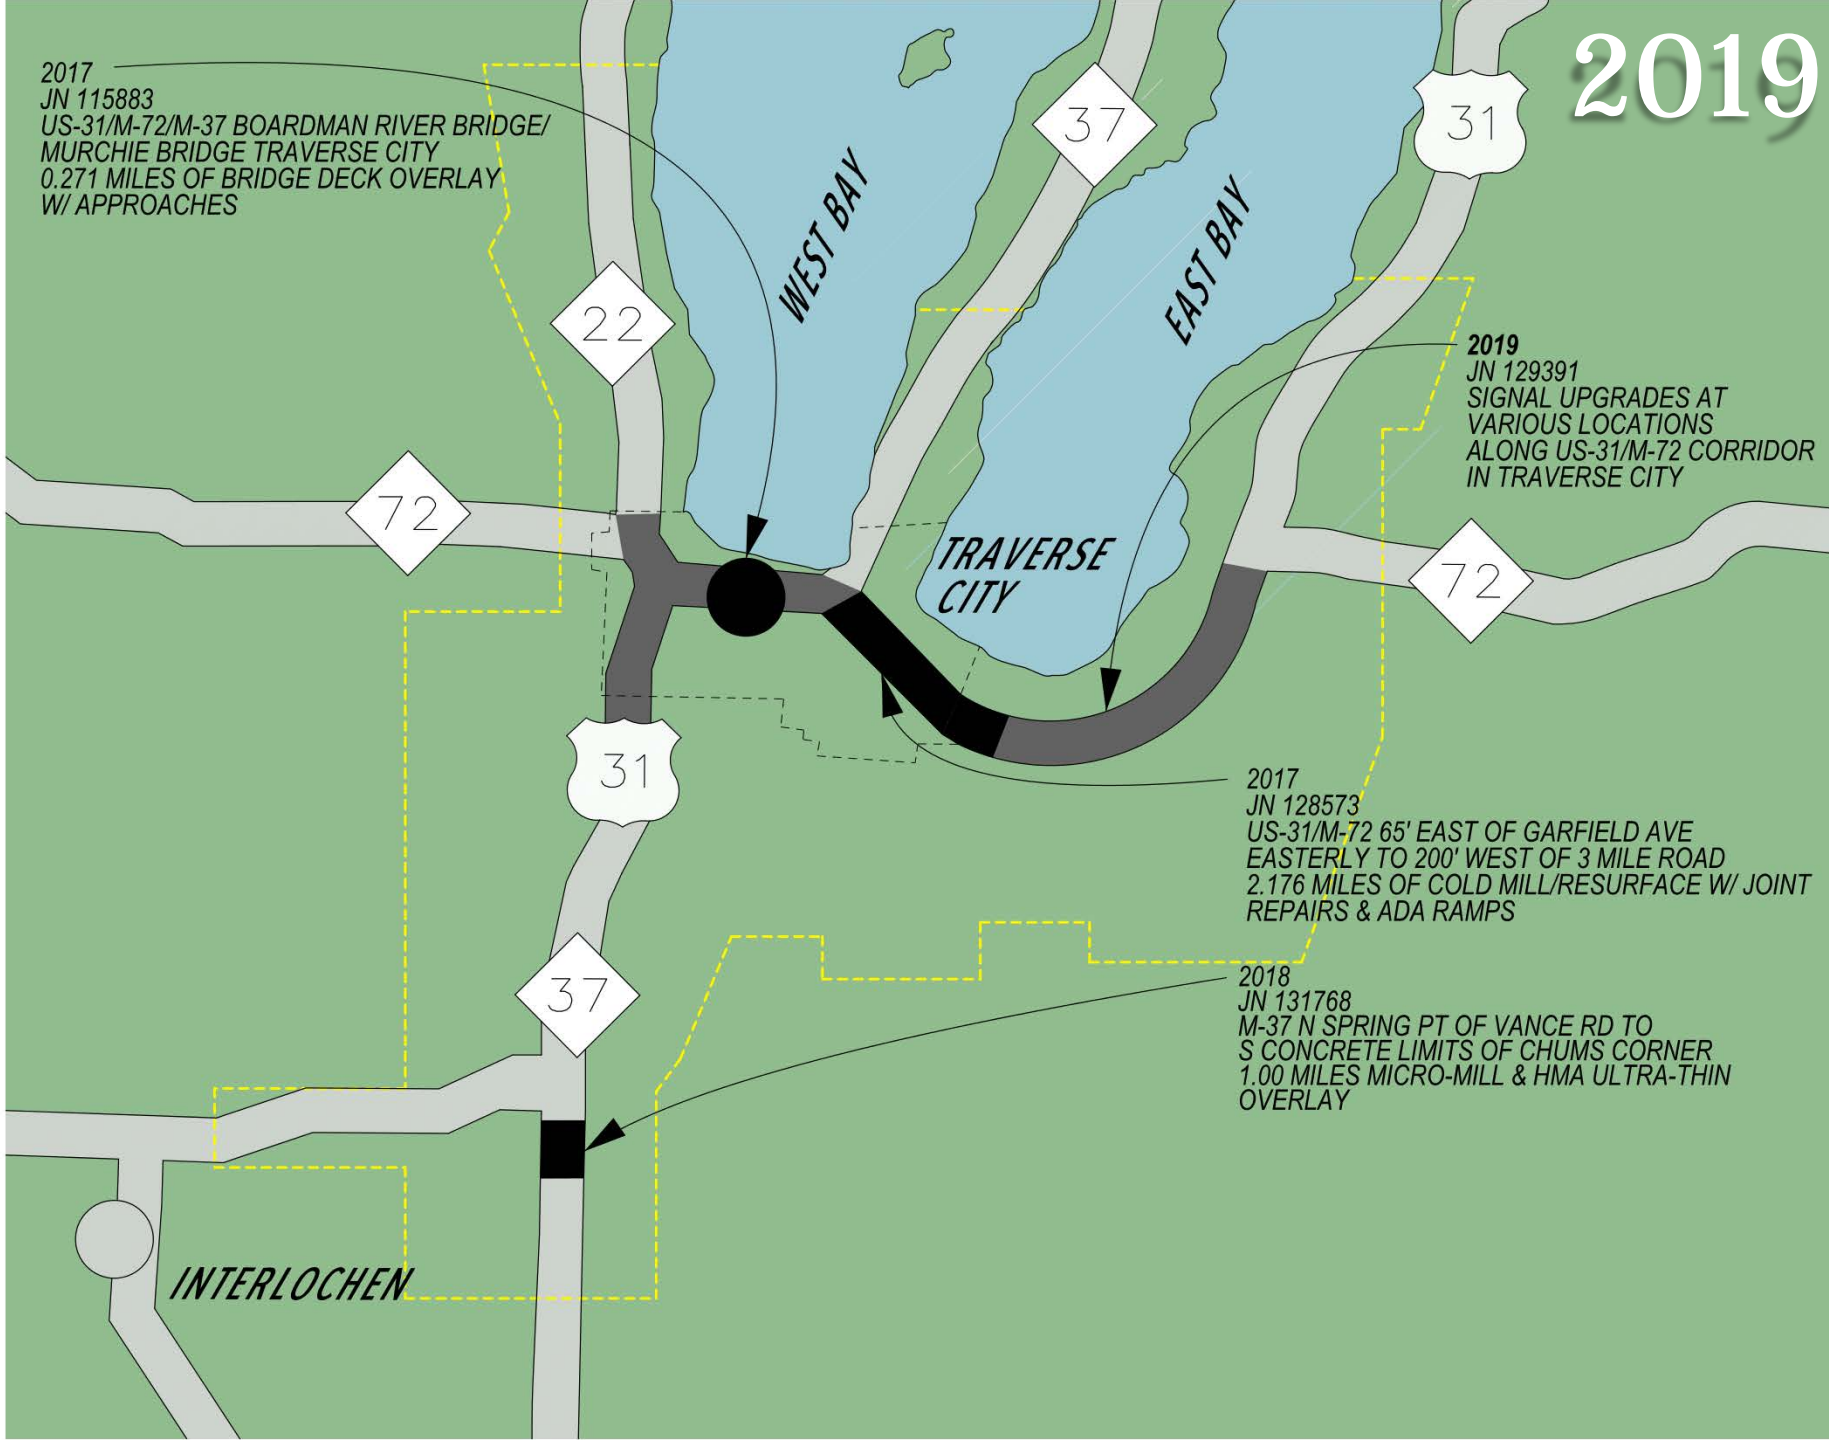 2019
2017
JN 115883
US-31/M-72/M-37 BOARDMAN RIVER BRIDGE/
MURCHIE BRIDGE TRAVERSE CITY
0.271 MILES OF BRIDGE DECK OVERLAY
W/ APPROACHES
37
31
WEST BAY
EAST BAY
22
2019
JN 129391
SIGNAL UPGRADES AT
VARIOUS LOCATIONS
ALONG US-31/M-72 CORRIDOR
IN TRAVERSE CITY
72
TRAVERSE
CITY
72
31
2017
JN 128573
US-31/M-72 65' EAST OF GARFIELD AVE
EASTERLY TO 200' WEST OF 3 MILE ROAD
2.176 MILES OF COLD MILL/RESURFACE W/ JOINT
REPAIRS & ADA RAMPS
37
2018
JN 131768
M-37 N SPRING PT OF VANCE RD TO
S CONCRETE LIMITS OF CHUMS CORNER
1.00 MILES MICRO-MILL & HMA ULTRA-THIN
OVERLAY
INTERLOCHEN